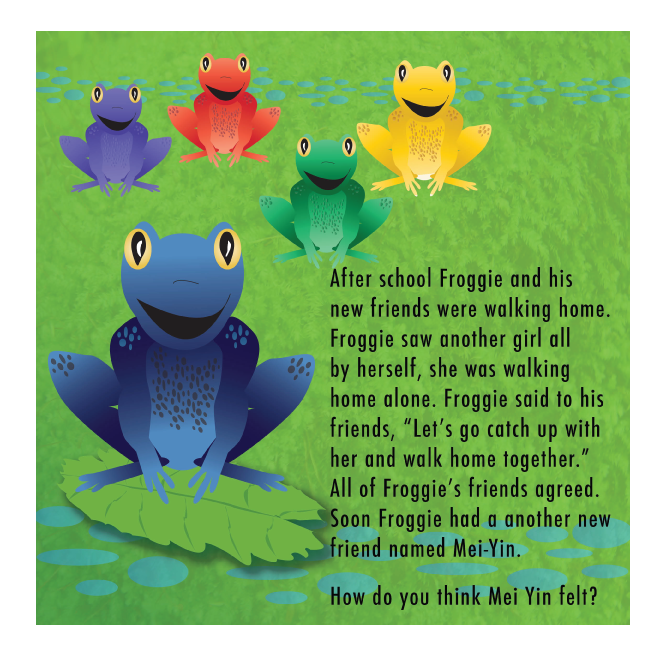 After school Froggie and his
new friends were walking home.
Froggie saw another girl all
by herself, she was walking
home alone. Froggie said to his
friends, “Let’s go catch up with
her and walk home together.”
All of Froggie’s friends agreed.
Soon Froggie had a another new
friend named Mei-Yin.
How do you think Mei Yin felt?